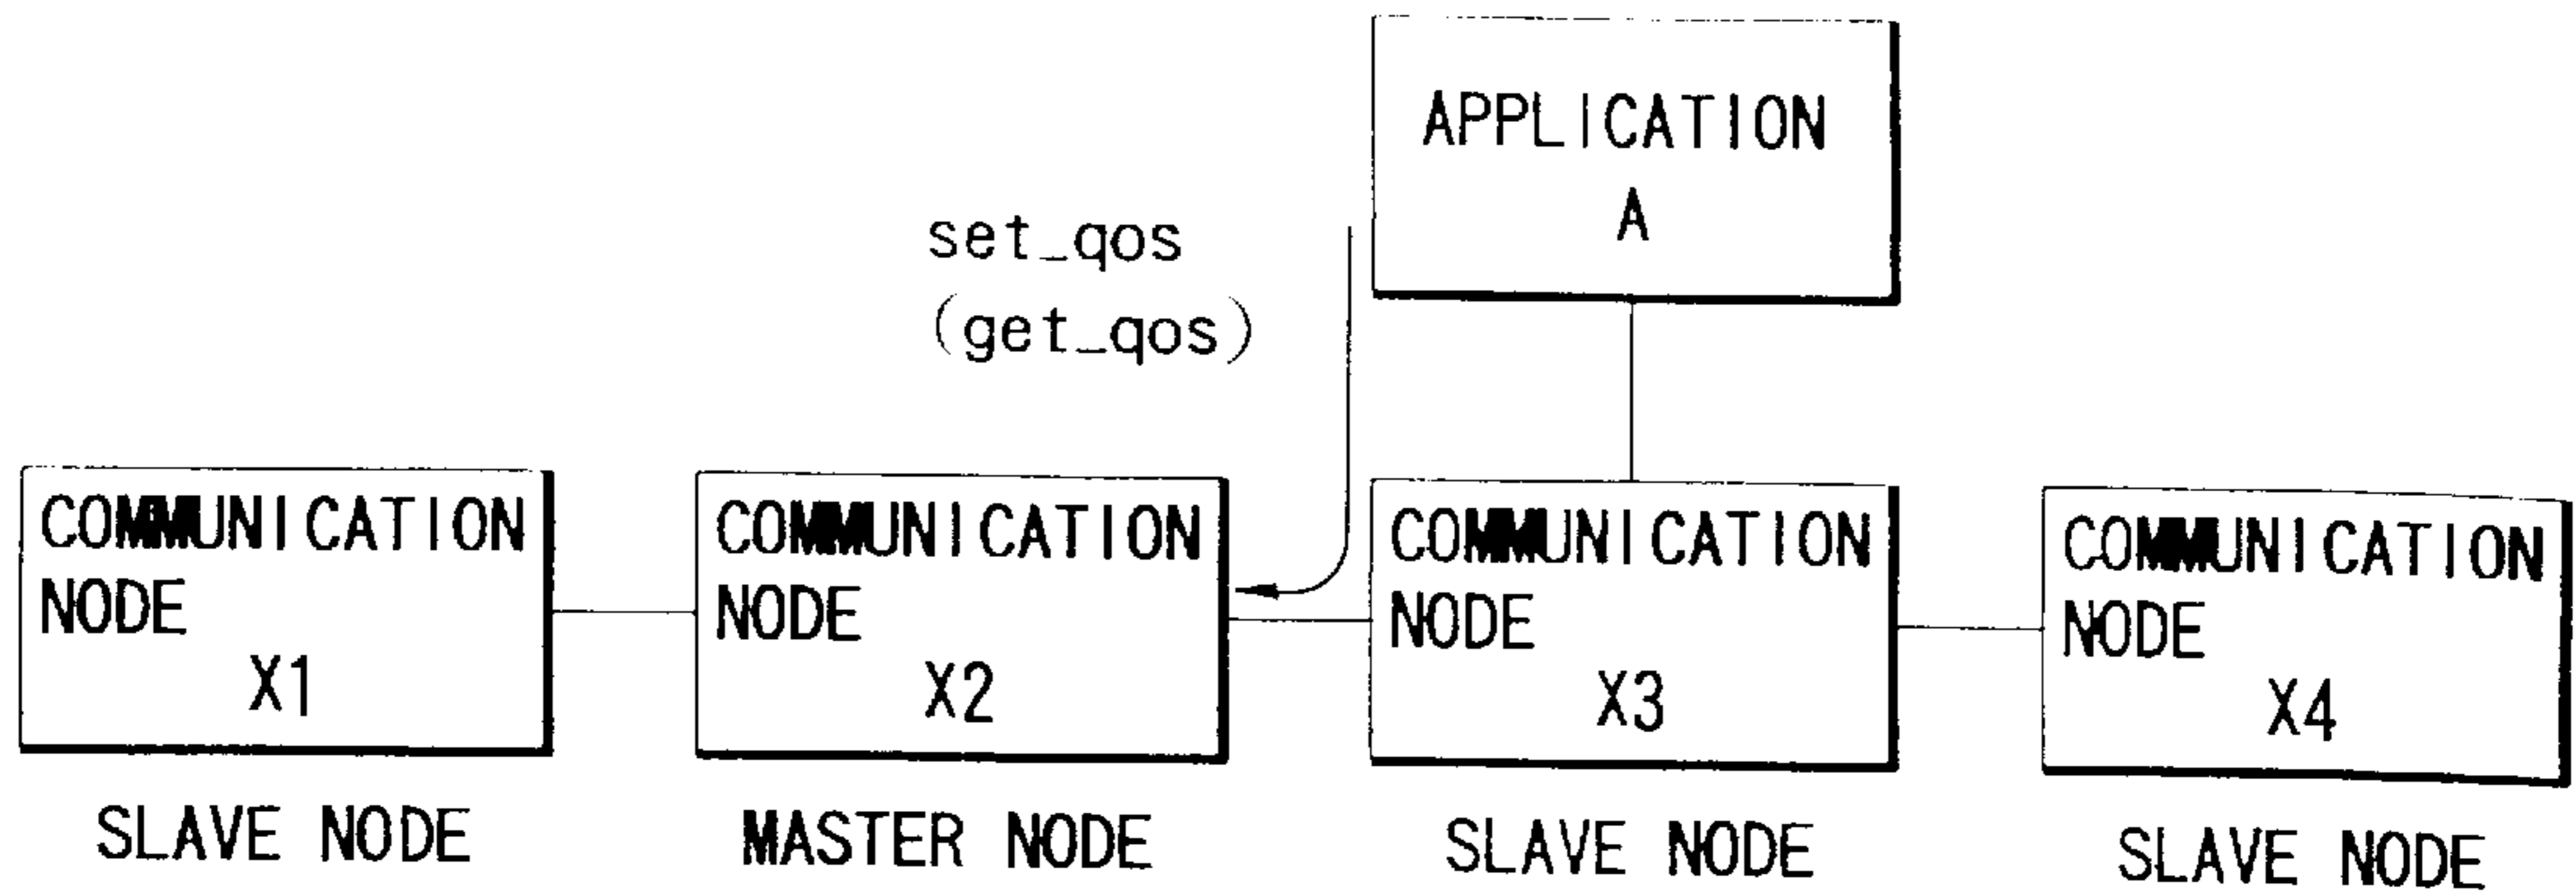 APPLICATION
A
set_qos
(get_qos)
COMMUNICATION
NODE
X1
COMMUNICATION
NODE
X2
COMMUNICATION
NODE
X3
COMMUNICATION
NODE
X4
SLAVE NODE
MASTER NODE
SLAVE NODE
SLAVE NODE